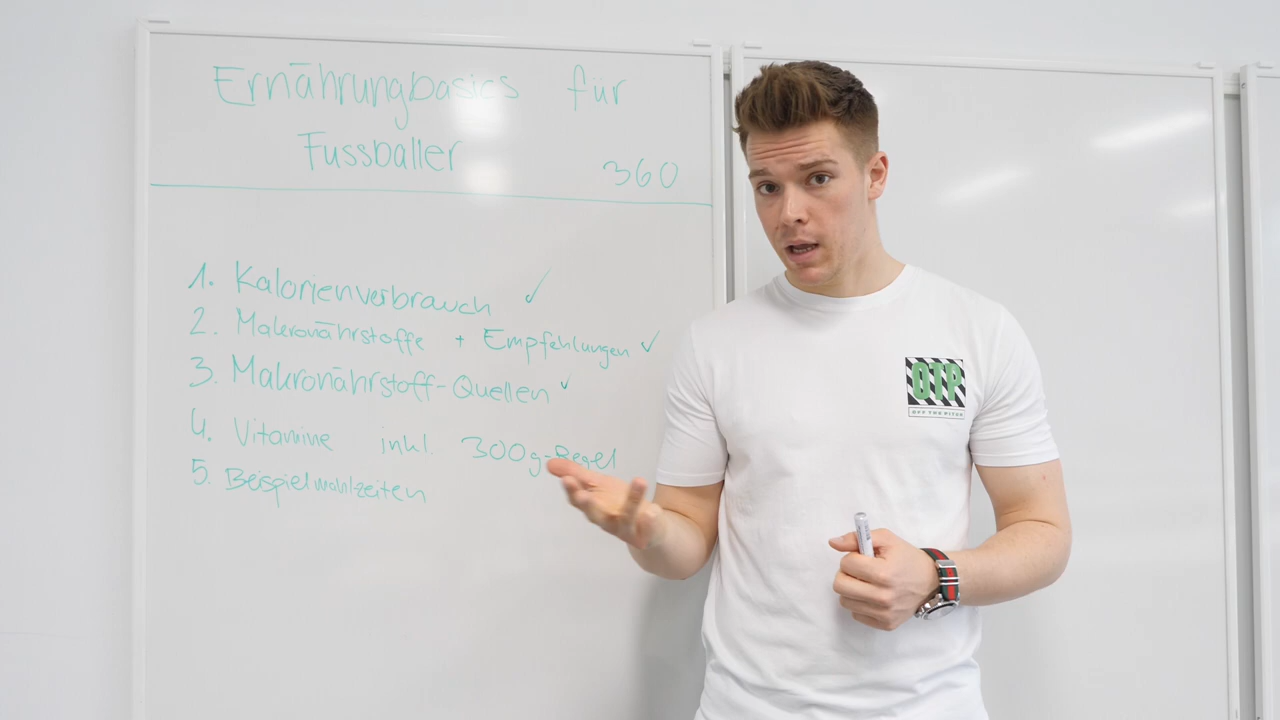 Ernährungbasics für
Fussballer
360
1. Kalorienverbrauch ✓
2. Makronährstoffe + Empfehlungen ✓
3. Makronährstoff-Quellen ✓
4. Vitamine inkl. 300g-Regel
5. Beispielmahlzeiten
OTP
OFF THE PITCH